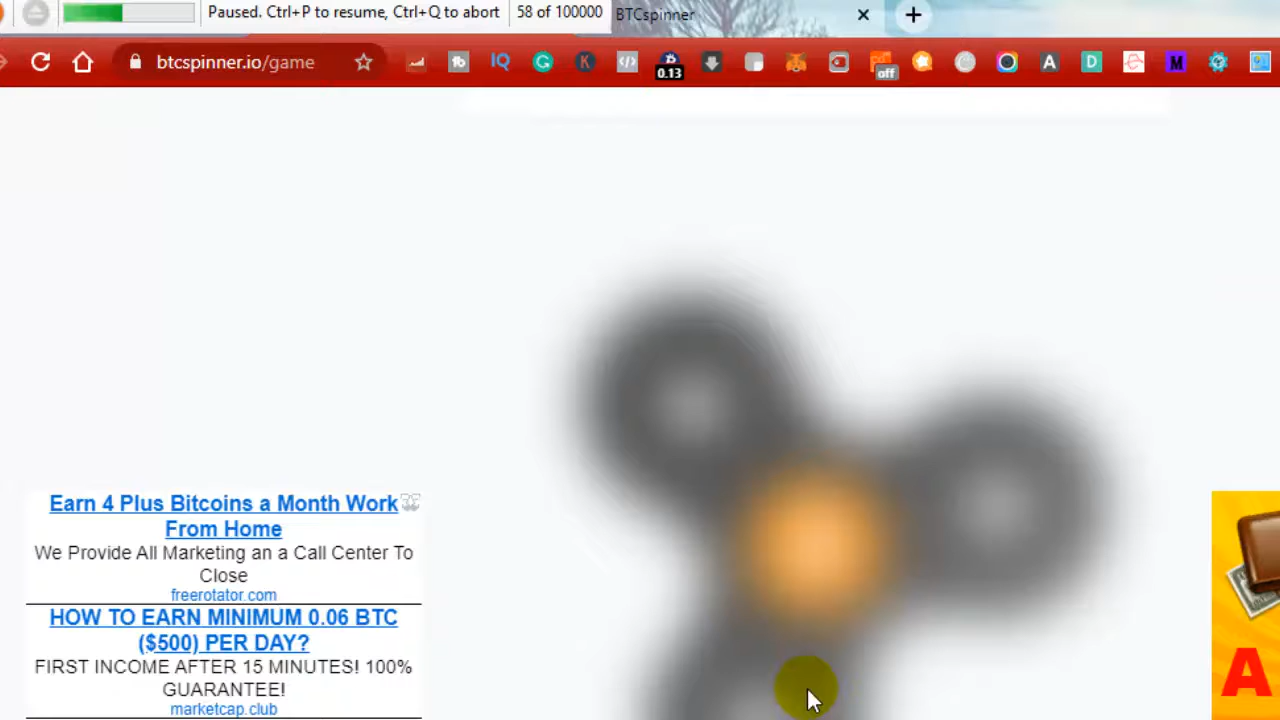 Paused. Ctrl+P to resume, Ctrl+Q to abort 58 of 100000 BTCspinner
btcspinner.io/game
IQ G K A D M
0.13 off
Earn 4 Plus Bitcoins a Month Work
From Home
We Provide All Marketing an a Call Center To
Close
freerotator.com
HOW TO EARN MINIMUM 0.06 BTC
($500) PER DAY?
FIRST INCOME AFTER 15 MINUTES! 100%
GUARANTEE!
marketcap.club
A